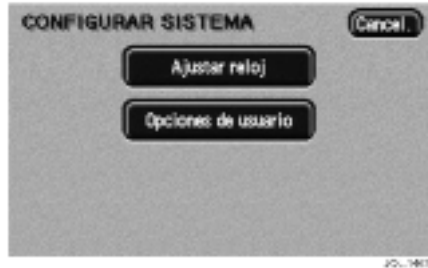 CONFIGURAR SISTEMA
Cancel.
Ajustar reloj
Opciones de usuario